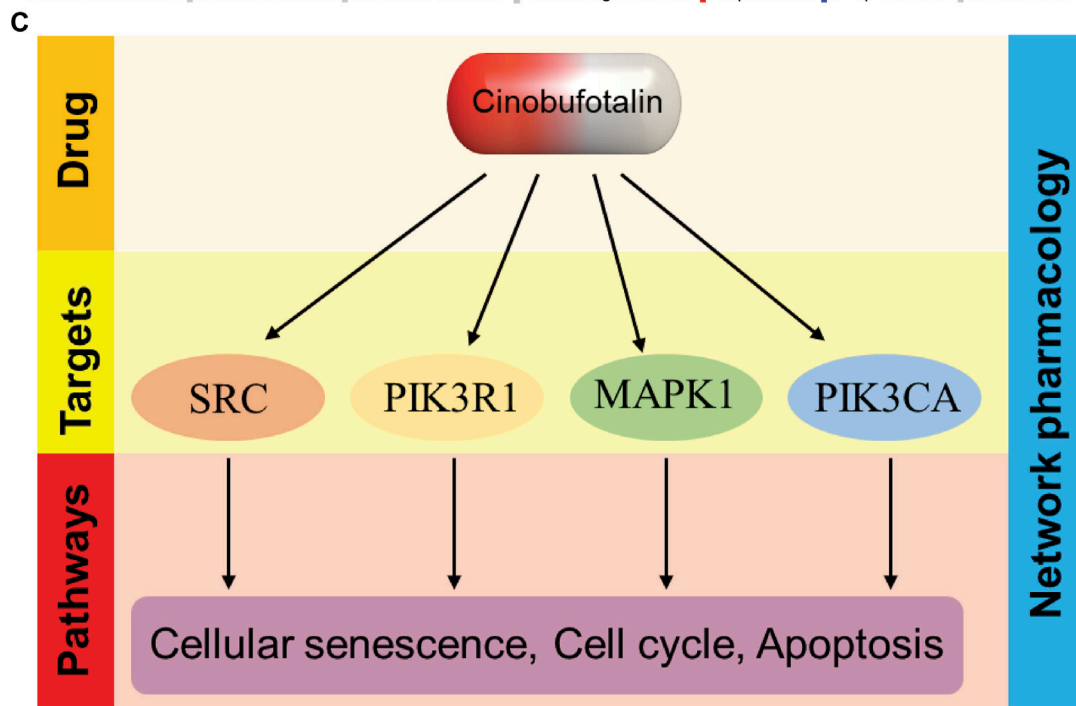 C
Drug
Cinobufotalin
Targets
SRC
PIK3R1
MAPK1
PIK3CA
Pathways
Cellular senescence, Cell cycle, Apoptosis
Network pharmacology